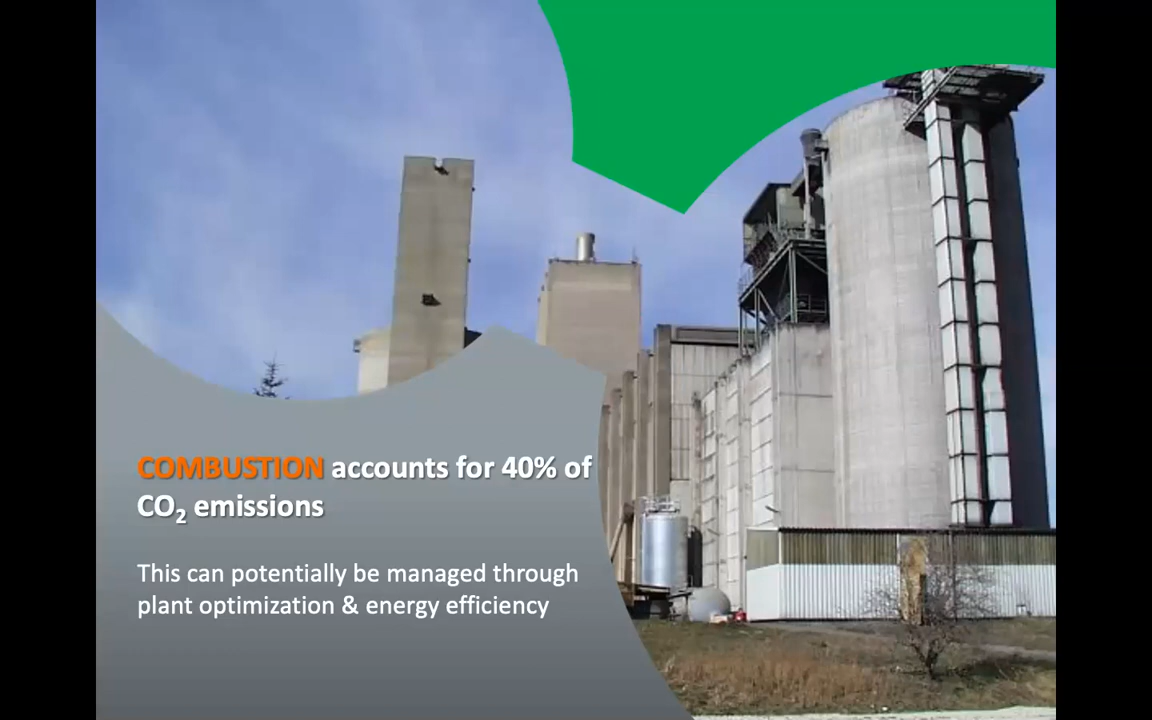 COMBUSTION accounts for 40% of
CO₂ emissions
This can potentially be managed through
plant optimization & energy efficiency